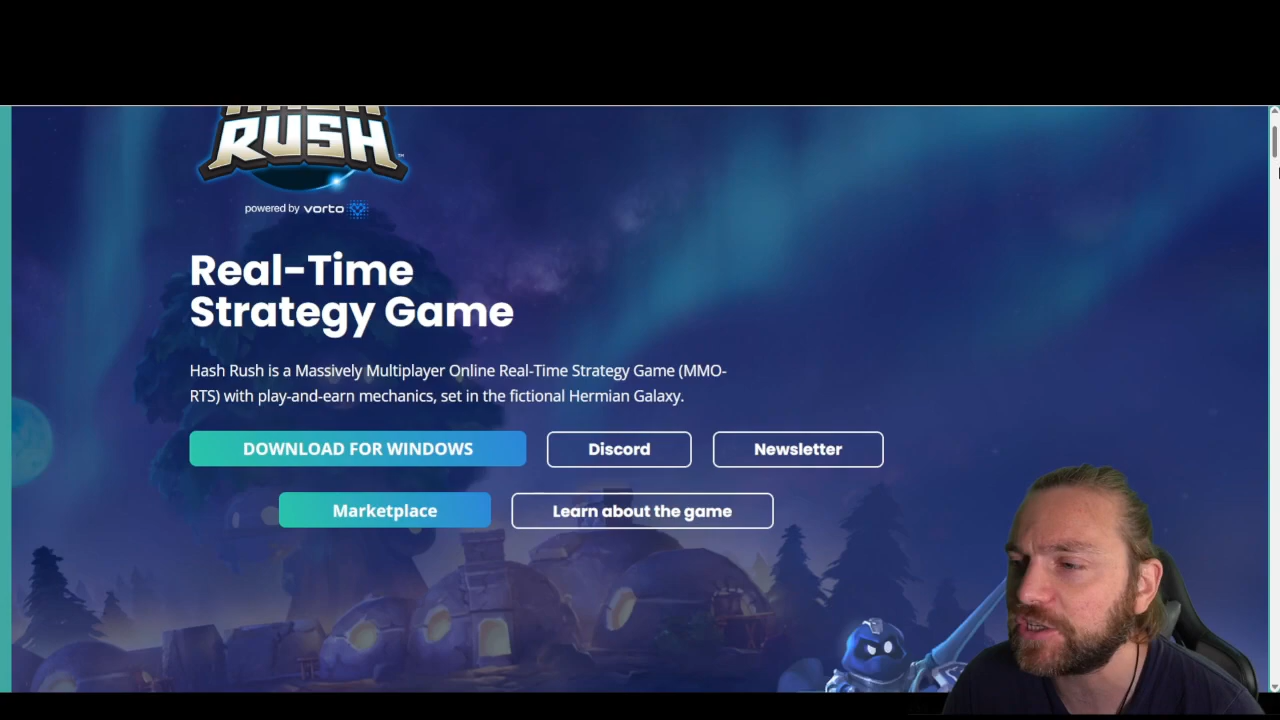 RUSH
powered by vorto
Real-Time
Strategy Game
Hash Rush is a Massively Multiplayer Online Real-Time Strategy Game (MMO-
RTS) with play-and-earn mechanics, set in the fictional Hermian Galaxy.
DOWNLOAD FOR WINDOWS
Discord
Newsletter
Marketplace
Learn about the game